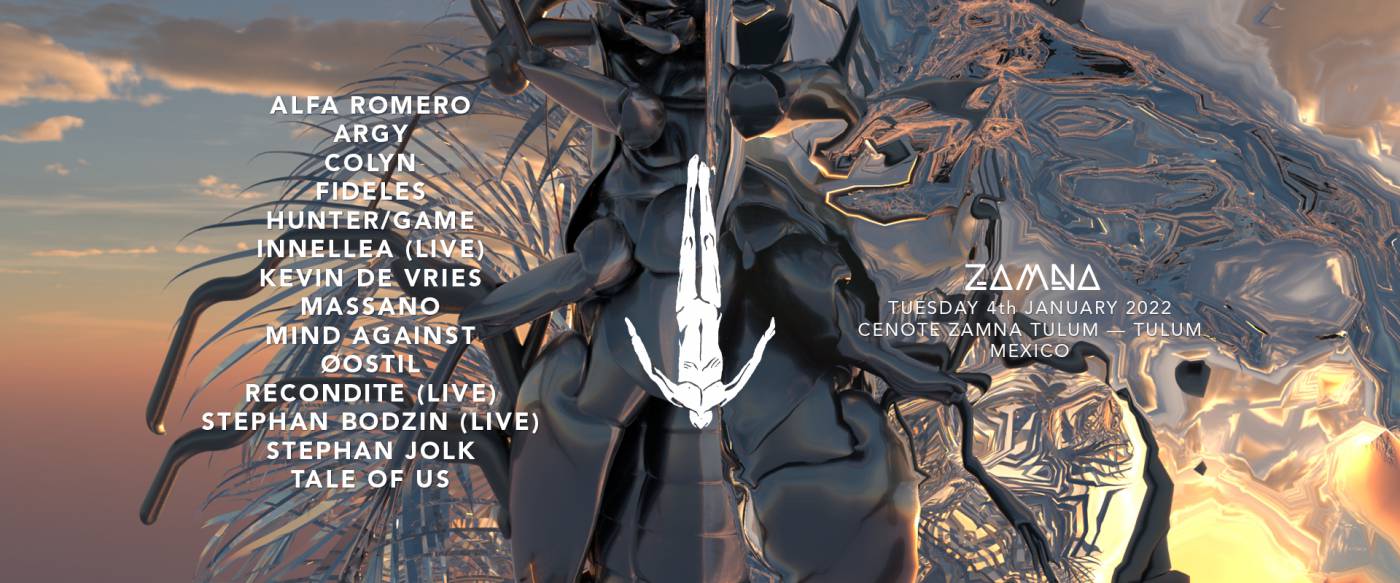 ALFA ROMERO
ARGY
COLYN
FIDELES
HUNTER/GAME
INNELLEA (LIVE)
KEVIN DE VRIES
MASSANO
MIND AGAINST
ØOSTIL
RECONDITE (LIVE)
STEPHAN BODZIN (LIVE)
STEPHAN JOLK
TALE OF US
ZAMNA
TUESDAY 4th JANUARY 2022
CENOTE ZAMNA TULUM — TULUM
MEXICO